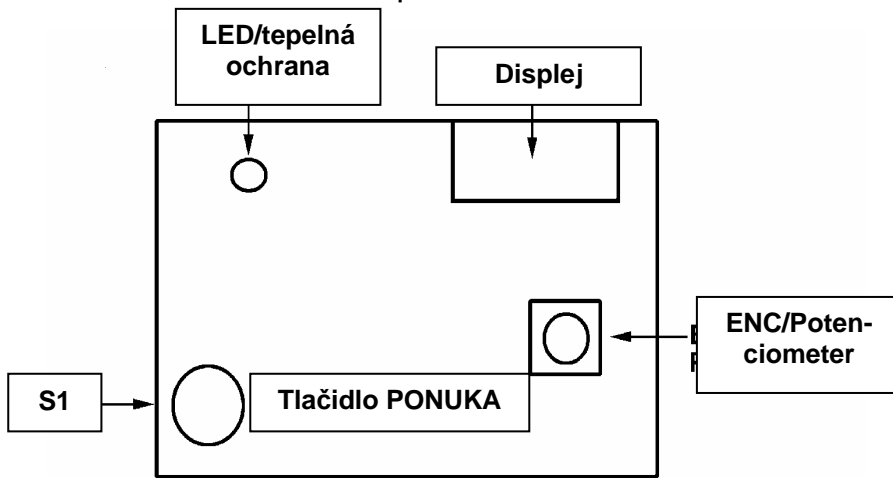 LED/tepelná
ochrana
Displej
ENC/Poten-
ciometer
S1
Tlačidlo PONUKA